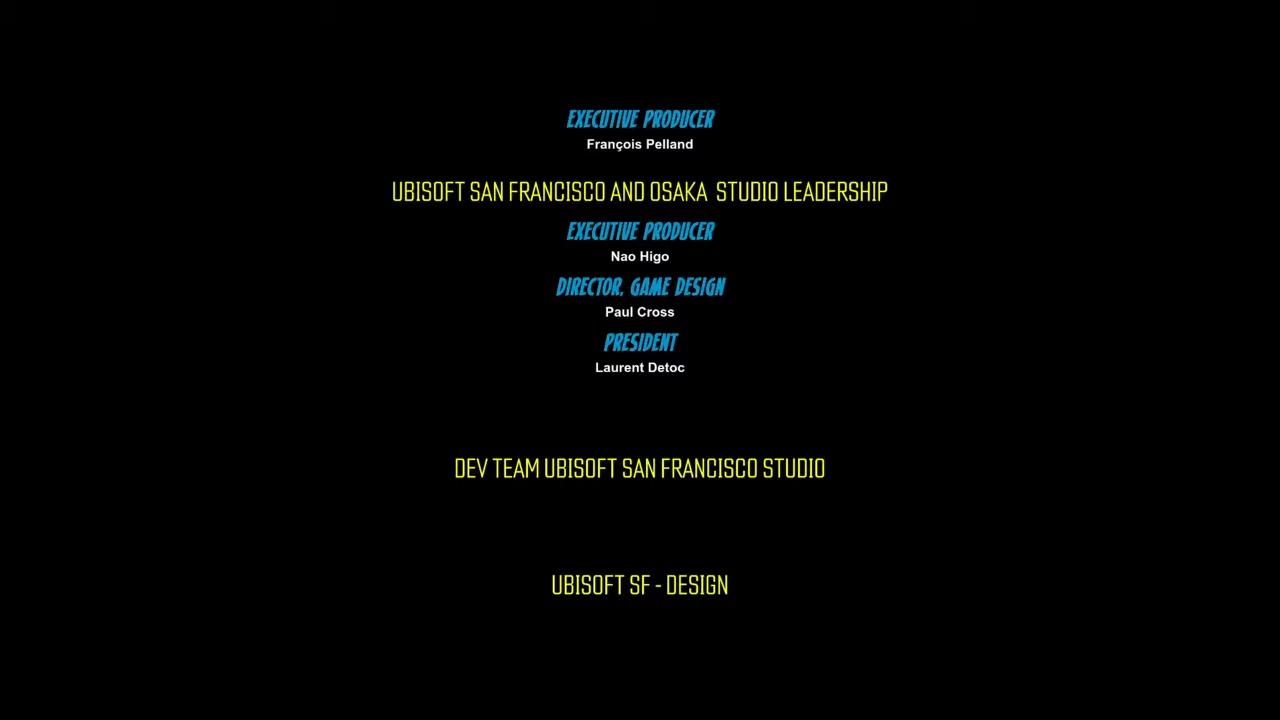 EXECUTIVE PRODUCER
François Pelland
UBISOFT SAN FRANCISCO AND OSAKA STUDIO LEADERSHIP
EXECUTIVE PRODUCER
Nao Higo
DIRECTOR, GAME DESIGN
Paul Cross
PRESIDENT
Laurent Detoc
DEV TEAM UBISOFT SAN FRANCISCO STUDIO
UBISOFT SF - DESIGN